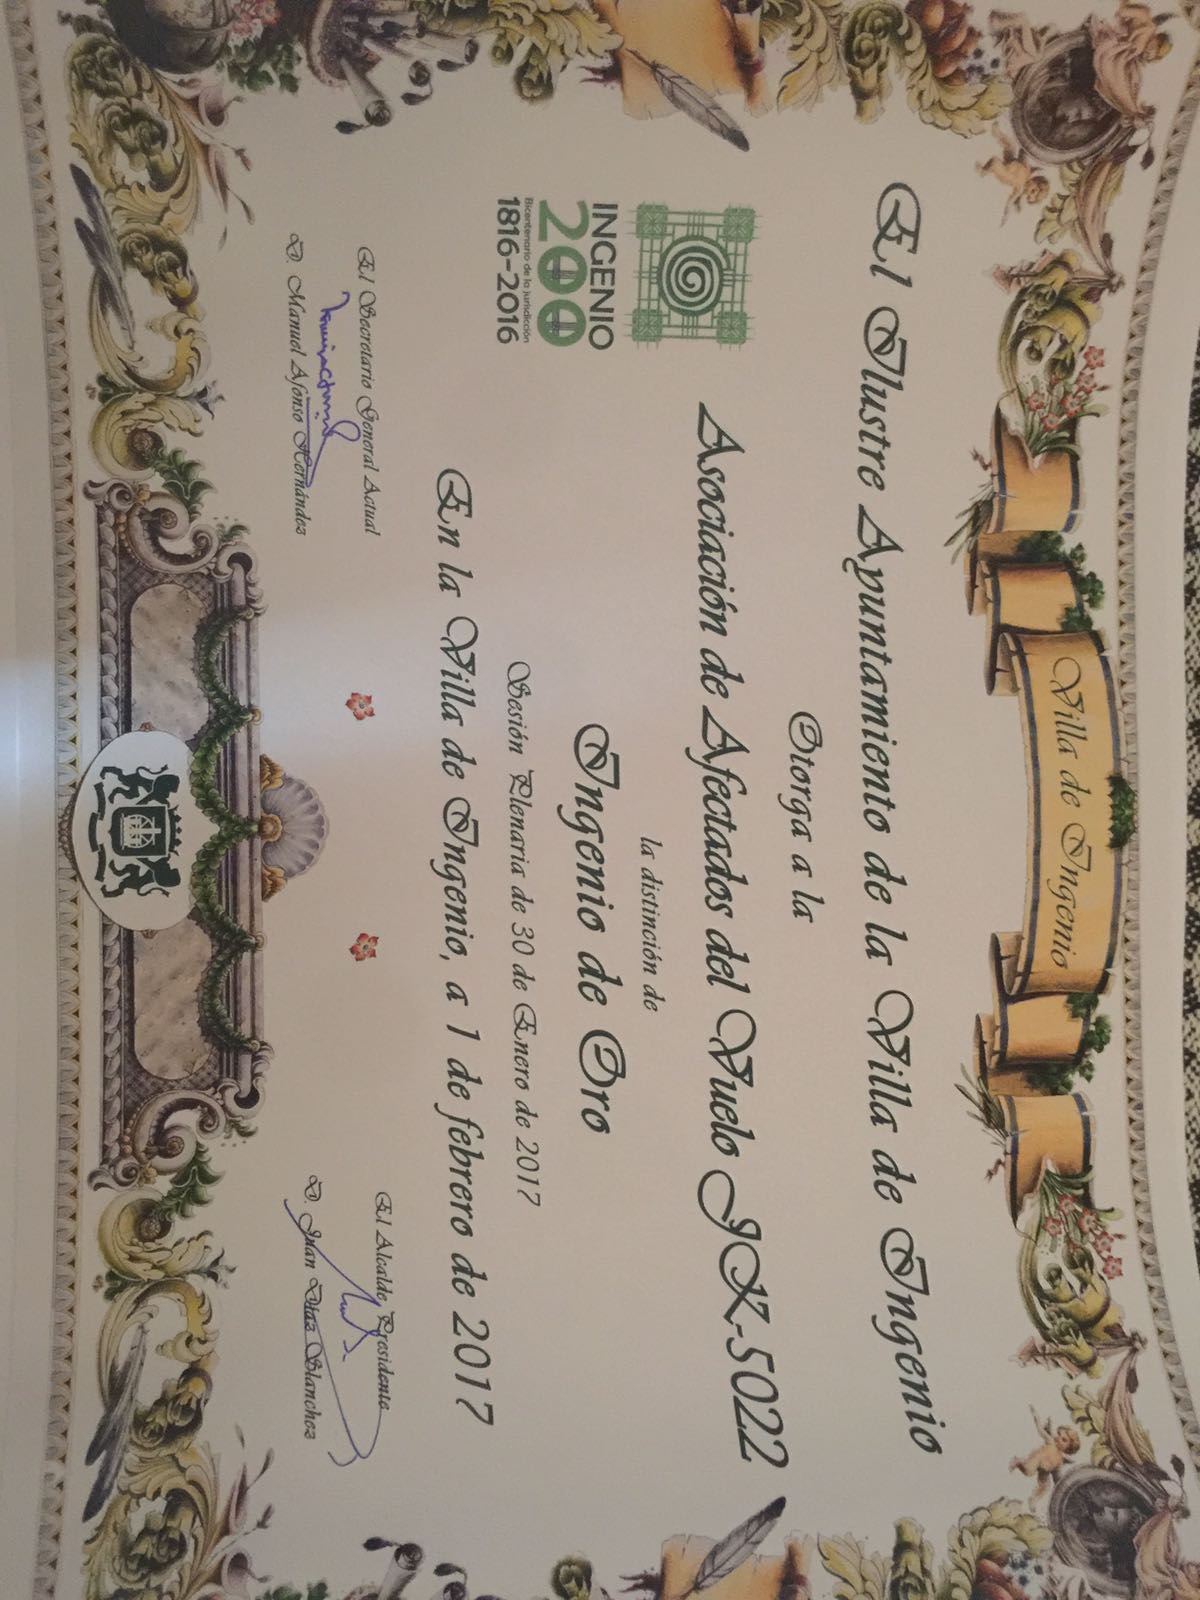 Villa de Ingenio
El Ilustre Ayuntamiento de la Villa de Ingenio
Otorga a la
INGENIO
200
Bicentenario de la jurisdicción
1816-2016
Asociación de Afectados del Vuelo JK-5022
la distinción de
Ingenio de Oro
Sesión Plenaria de 30 de Enero de 2017
En la Villa de Ingenio, a 1 de febrero de 2017
El Secretario General Actual
D. Manuel Afonso Hernández
El Alcalde Presidente
D. Juan Díaz Sánchez